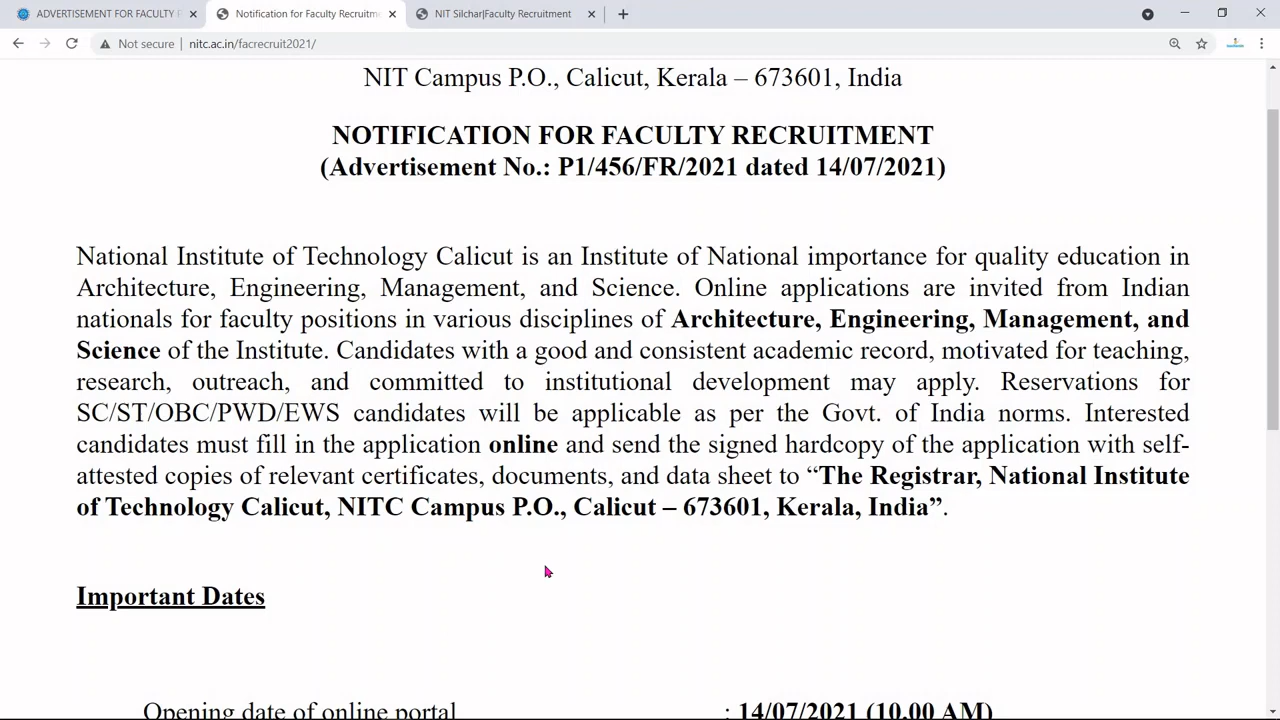 ADVERTISEMENT FOR FACULTY
Notification for Faculty Recruitm
NIT Silchar|Faculty Recruitment
Not secure
nitc.ac.in/facrecruit2021/
NIT Campus P.O., Calicut, Kerala – 673601, India
NOTIFICATION FOR FACULTY RECRUITMENT
(Advertisement No.: P1/456/FR/2021 dated 14/07/2021)
National Institute of Technology Calicut is an Institute of National importance for quality education in
Architecture, Engineering, Management, and Science. Online applications are invited from Indian
nationals for faculty positions in various disciplines of Architecture, Engineering, Management, and
Science of the Institute. Candidates with a good and consistent academic record, motivated for teaching,
research, outreach, and committed to institutional development may apply. Reservations for
SC/ST/OBC/PWD/EWS candidates will be applicable as per the Govt. of India norms. Interested
candidates must fill in the application online and send the signed hardcopy of the application with self-
attested copies of relevant certificates, documents, and data sheet to “The Registrar, National Institute
of Technology Calicut, NITC Campus P.O., Calicut – 673601, Kerala, India”.
Important Dates
Opening date of online portal : 14/07/2021 (10.00 AM)